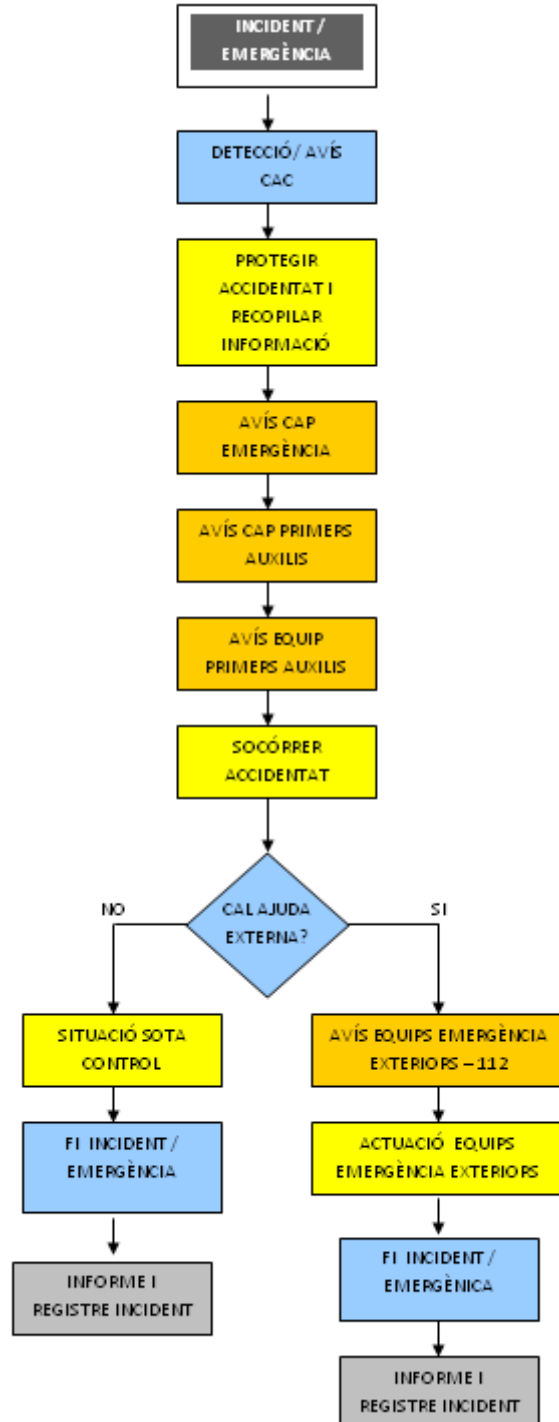 INCIDENT /
EMERGÈNCIA
DETECCIÓ / AVÍS
CAC
PROTEGIR
ACCIDENTAT I
RECOPILAR
INFORMACIÓ
AVÍS CAP
EMERGÈNCIA
AVÍS CAP PRIMERS
AUXILIS
AVÍS EQUIP
PRIMERS AUXILIS
SOCÓRRER
ACCIDENTAT
CAL AJUDA
EXTERNA?
NO
SITUACIÓ SOTA
CONTROL
FI INCIDENT /
EMERGÈNCIA
INFORME I
REGISTRE INCIDENT
SI
AVÍS EQUIPS EMERGÈNCIA
EXTERIORS – 112
ACTUACIÓ EQUIPS
EMERGÈNCIA EXTERIORS
FI INCIDENT /
EMERGÈNICA
INFORME I
REGISTRE INCIDENT